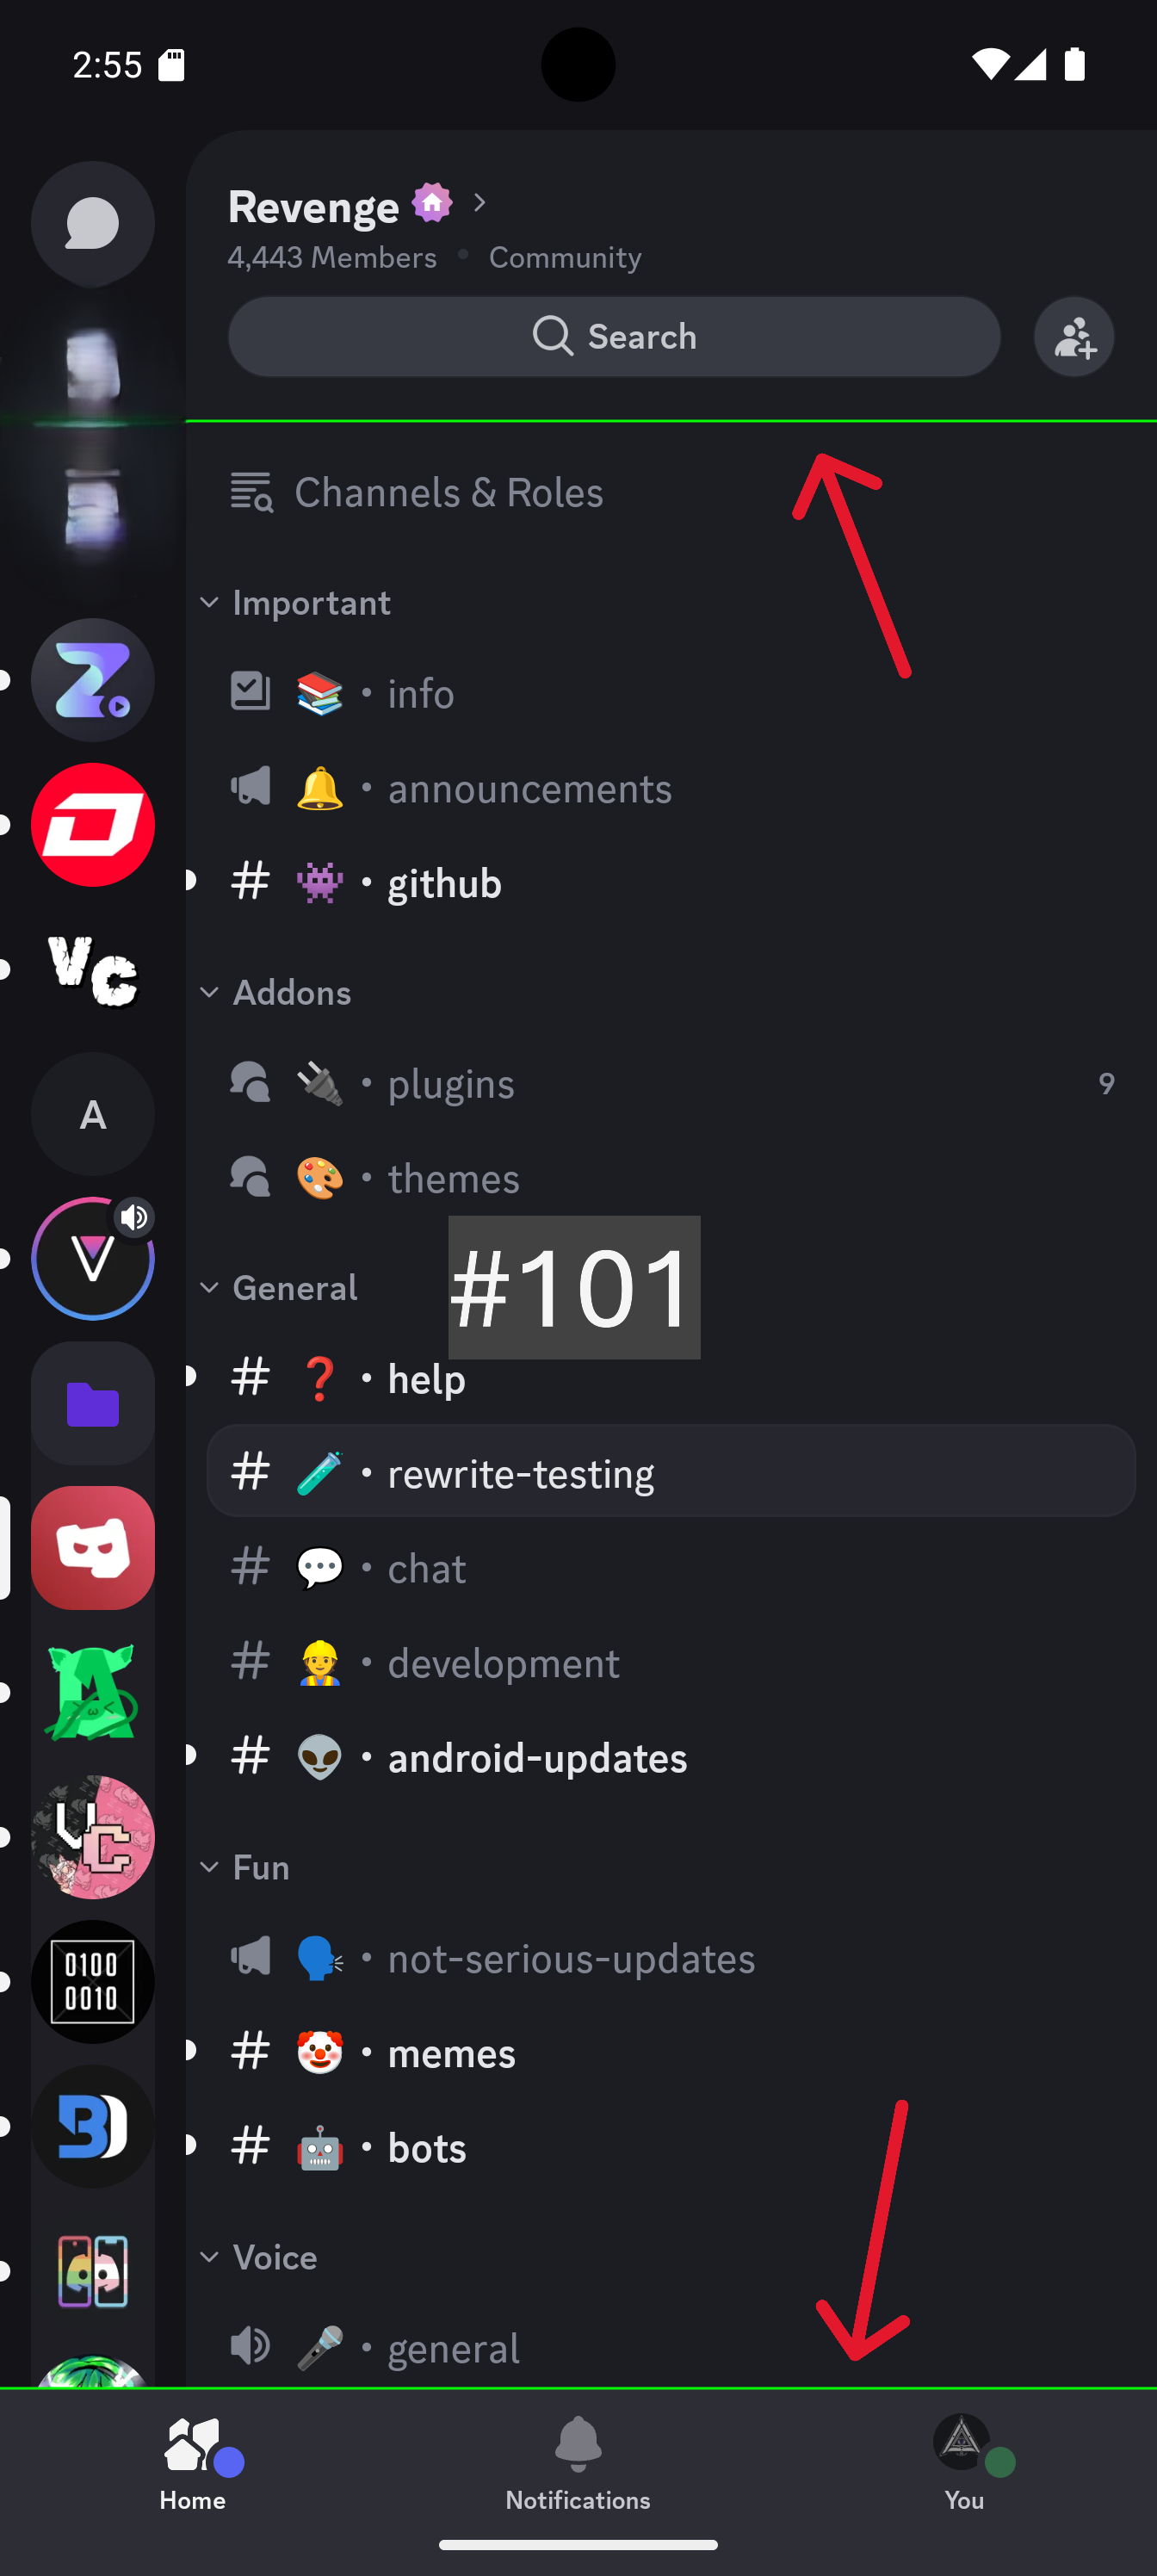 2:55
Revenge
4,443 Members • Community
Search
Channels & Roles
Important
info
announcements
# github
VC
Addons
plugins 9
A
themes
#101
General
# help
# rewrite-testing
# chat
# development
# android-updates
VC
Fun
not-serious-updates
0100
0010
# memes
# bots
Voice
general
Home
Notifications
You